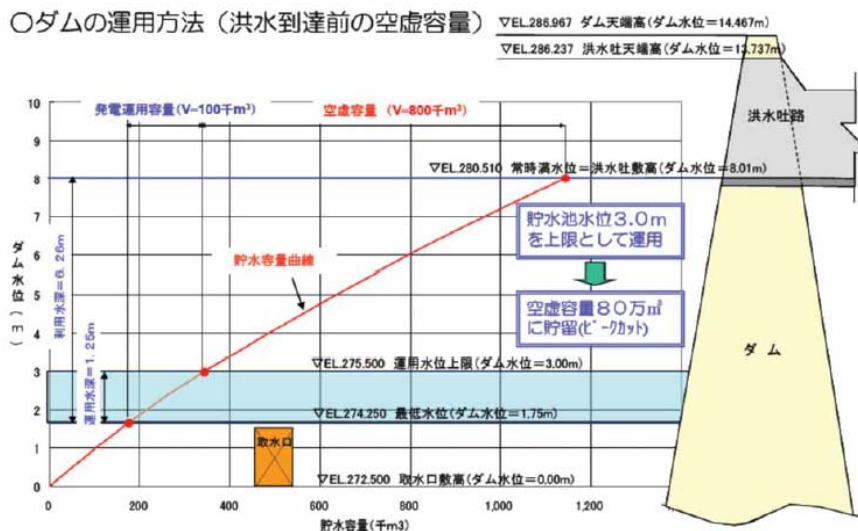 ○ダムの運用方法（洪水到達前の空虚容量）
▽EL.286.967 ダム天端高(ダム水位=14.467m)
▽EL.286.237 洪水吐天端高(ダム水位=13.737m)
発電運用容量(V=100千m³)
空虚容量(V=800千m³)
洪水吐路
▽EL.280.510 常時満水位=洪水吐敷高(ダム水位=8.01m)
貯水池水位3.0m
を上限として運用
空虚容量80万㎥
に貯留(ピークカット)
貯水容量曲線
ダム
ダム水位(m)
利用水深=6.26m
運用水深=1.25m
▽EL.275.500 運用水位上限(ダム水位=3.00m)
▽EL.274.250 最低水位(ダム水位=1.75m)
取水口
▽EL.272.500 取水口敷高(ダム水位=0.00m)
10
9
8
7
6
5
4
3
2
1
0
0 200 400 600 800 1,000 1,200
貯水容量(千m3)